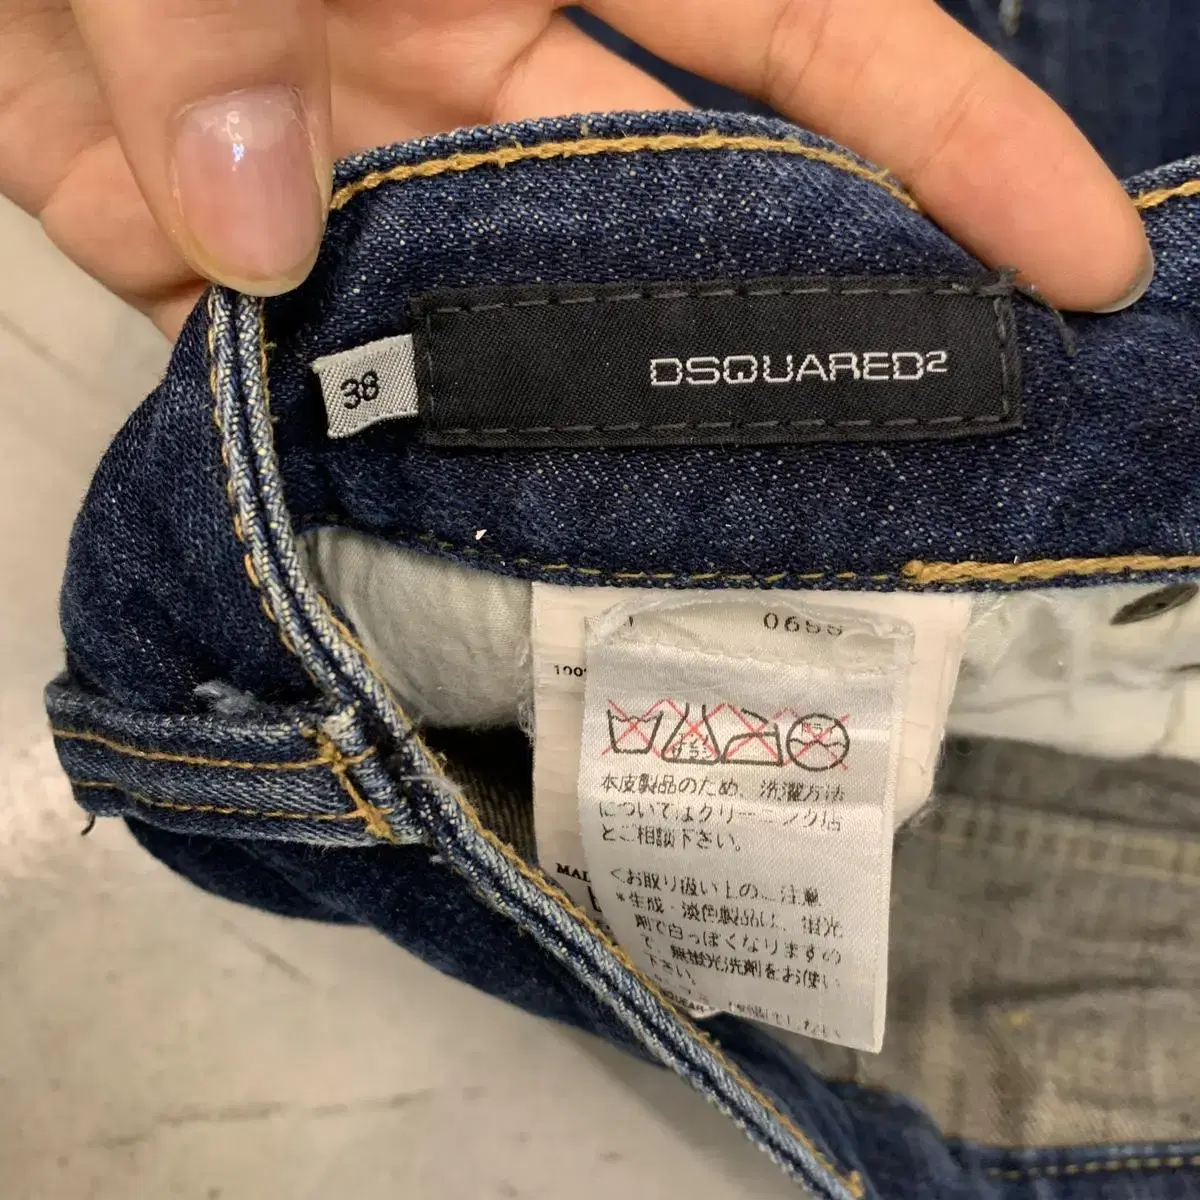 DSQUARED2
38
0699
100%
本皮製品のため、洗濯方法
についてはクリーニング店
とご相談下さい。
<お取り扱い上のご注意
*生成・淡色製品は、蛍光
剤で白っぽくなりますの
で、無蛍光洗剤をお使い
下さい。